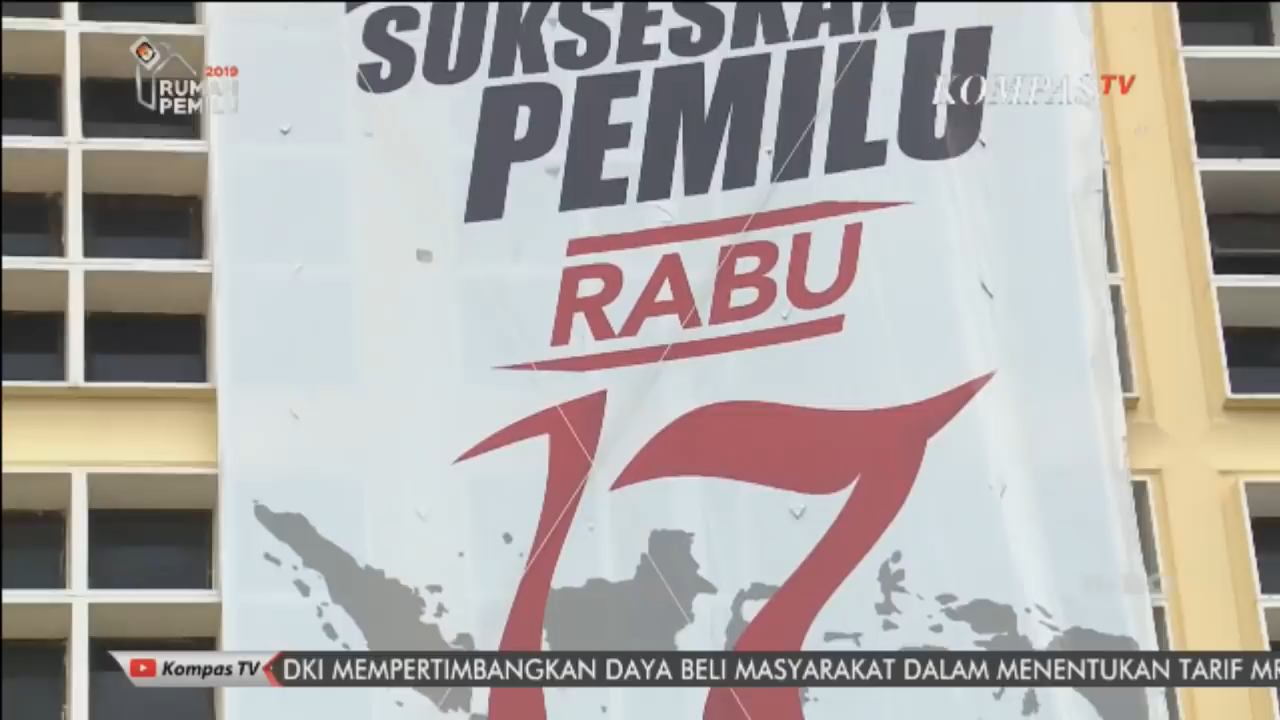 SUKSESKAN
PEMILU
RABU
17
2019
RUMAH
PEMILU
KOMPAS TV
Kompas TV
DKI MEMPERTIMBANGKAN DAYA BELI MASYARAKAT DALAM MENENTUKAN TARIF